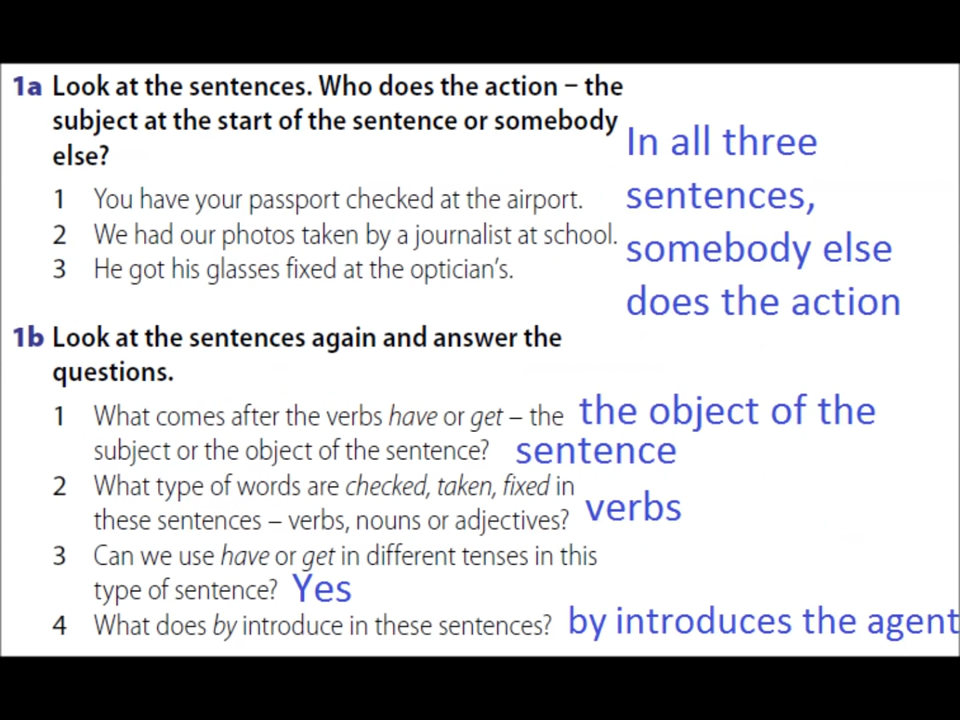 1a Look at the sentences. Who does the action – the
subject at the start of the sentence or somebody
else?
1 You have your passport checked at the airport.
2 We had our photos taken by a journalist at school.
3 He got his glasses fixed at the optician's.
In all three
sentences,
somebody else
does the action
1b Look at the sentences again and answer the
questions.
1 What comes after the verbs have or get – the
subject or the object of the sentence?
the object of the
sentence
2 What type of words are checked, taken, fixed in
these sentences – verbs, nouns or adjectives?
verbs
3 Can we use have or get in different tenses in this
type of sentence? Yes
4 What does by introduce in these sentences? by introduces the agent